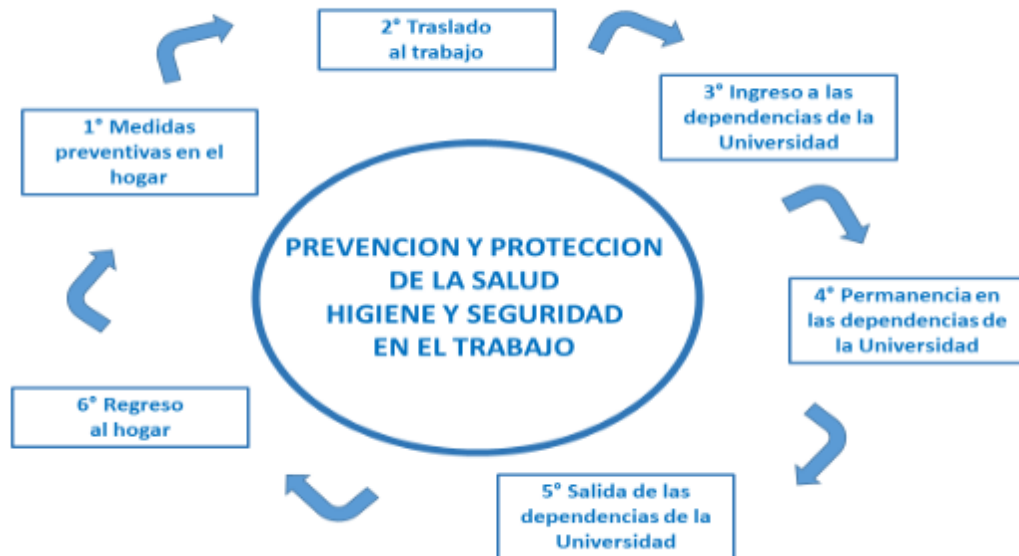 1° Medidas
preventivas en el
hogar
2° Traslado
al trabajo
3° Ingreso a las
dependencias de la
Universidad
4° Permanencia en
las dependencias de
la Universidad
5° Salida de las
dependencias de la
Universidad
6° Regreso
al hogar
PREVENCION Y PROTECCION
DE LA SALUD
HIGIENE Y SEGURIDAD
EN EL TRABAJO